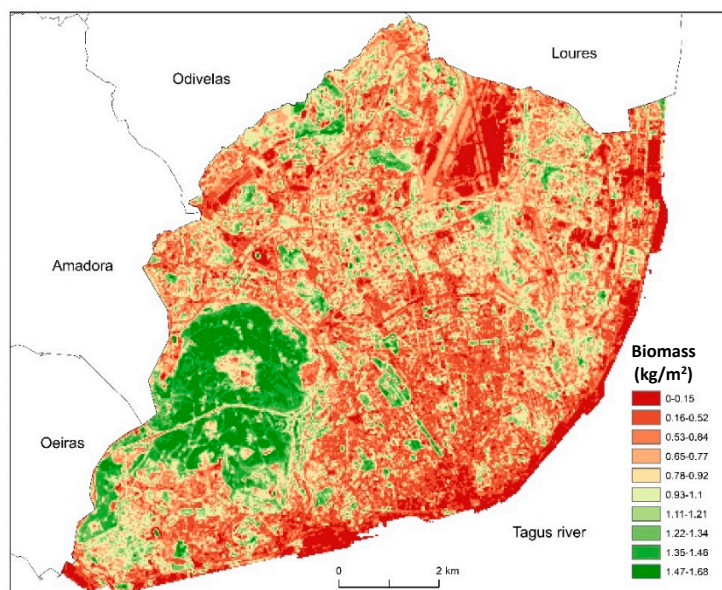 Loures
Odivelas
Amadora
Oeiras
Tagus river
Biomass
(kg/m²)
0-0.15
0.16-0.52
0.53-0.64
0.65-0.77
0.78-0.92
0.93-1.1
1.11-1.21
1.22-1.34
1.35-1.46
1.47-1.68
0 2 km